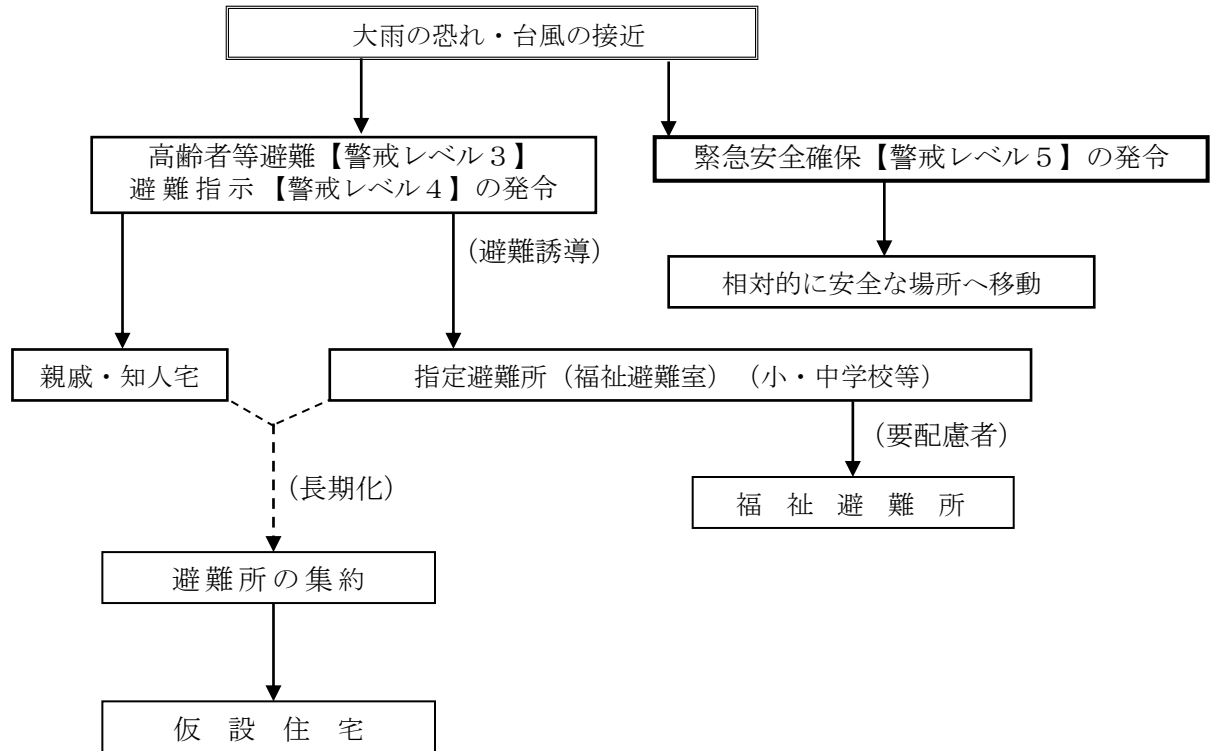 大雨の恐れ・台風の接近
高齢者等避難【警戒レベル３】
避難指示【警戒レベル４】の発令
緊急安全確保【警戒レベル５】の発令
（避難誘導）
相対的に安全な場所へ移動
親戚・知人宅
指定避難所（福祉避難室）（小・中学校等）
（要配慮者）
（長期化）
福祉避難所
避難所の集約
仮設住宅